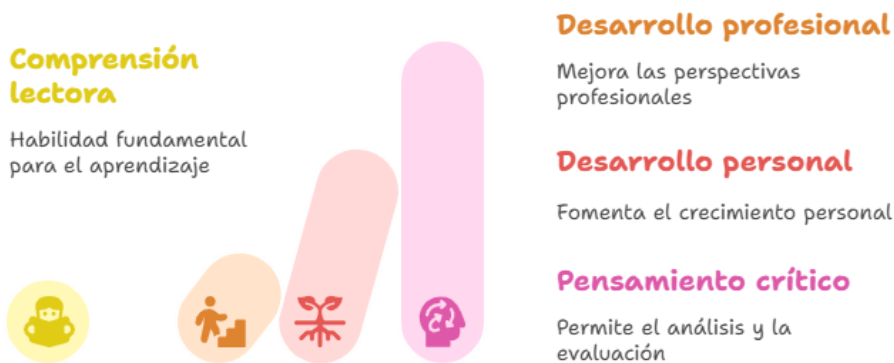 Comprensión
lectora
Habilidad fundamental
para el aprendizaje
Desarrollo profesional
Mejora las perspectivas
profesionales
Desarrollo personal
Fomenta el crecimiento personal
Pensamiento crítico
Permite el análisis y la
evaluación